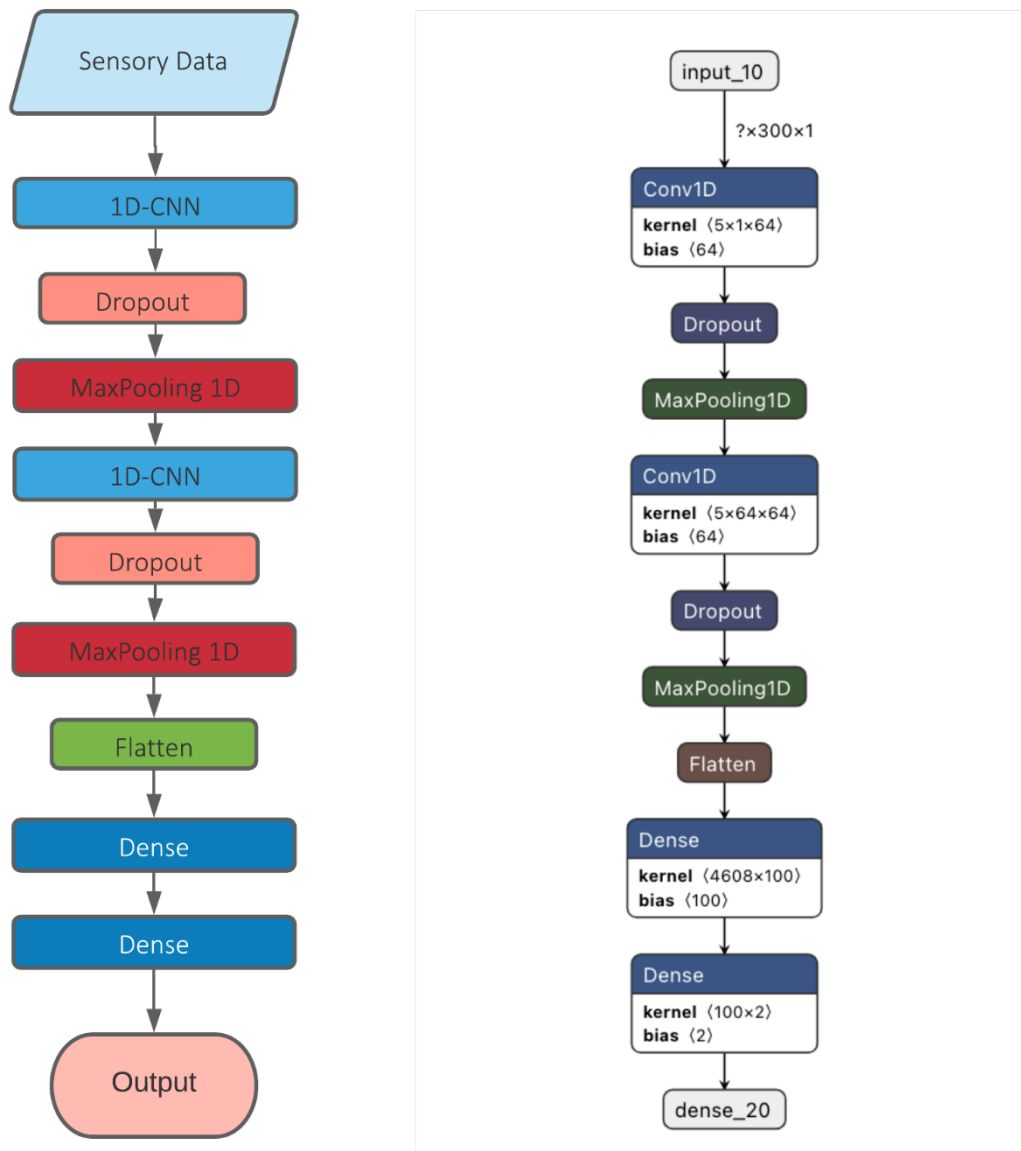 Sensory Data
1D-CNN
Dropout
MaxPooling 1D
1D-CNN
Dropout
MaxPooling 1D
Flatten
Dense
Dense
Output
input_10
?×300×1
Conv1D
kernel ⟨5×1×64⟩
bias ⟨64⟩
Dropout
MaxPooling1D
Conv1D
kernel ⟨5×64×64⟩
bias ⟨64⟩
Dropout
MaxPooling1D
Flatten
Dense
kernel ⟨4608×100⟩
bias ⟨100⟩
Dense
kernel ⟨100×2⟩
bias ⟨2⟩
dense_20